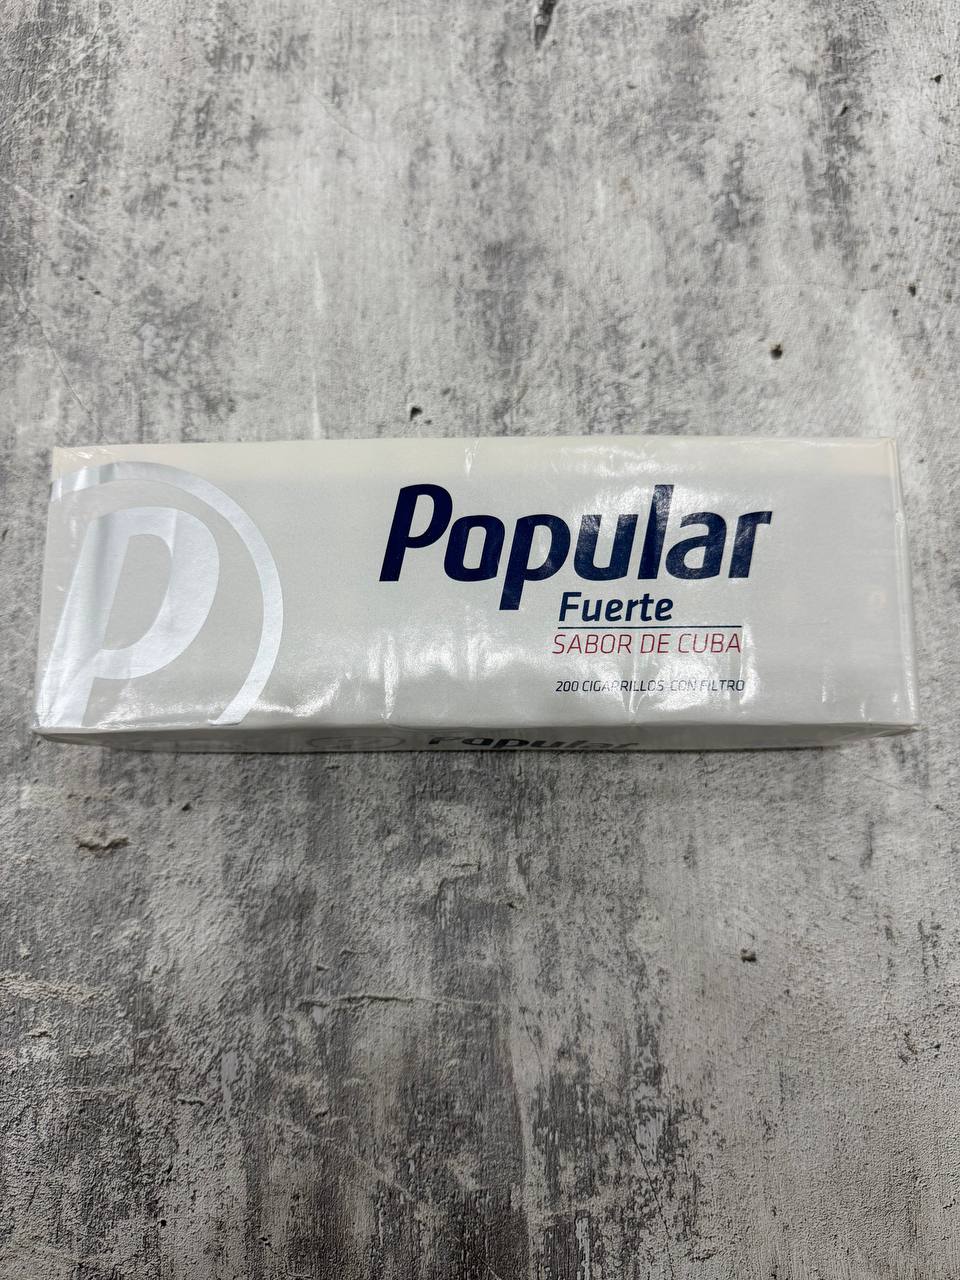 P
Popular
Fuerte
SABOR DE CUBA
200 CIGARRILLOS CON FILTRO
Popular